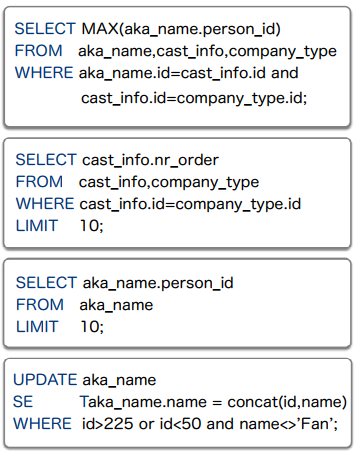 SELECT MAX(aka_name.person_id)
FROM aka_name,cast_info,company_type
WHERE aka_name.id=cast_info.id and
cast_info.id=company_type.id;
SELECT cast_info.nr_order
FROM cast_info,company_type
WHERE cast_info.id=company_type.id
LIMIT 10;
SELECT aka_name.person_id
FROM aka_name
LIMIT 10;
UPDATE aka_name
SE Taka_name.name = concat(id,name)
WHERE id>225 or id<50 and name<>’Fan’;